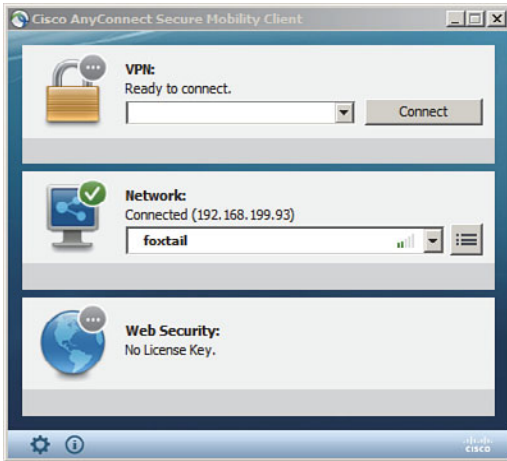 Cisco AnyConnect Secure Mobility Client
VPN:
Ready to connect.
Connect
Network:
Connected (192.168.199.93)
foxtail
Web Security:
No License Key.
cisco